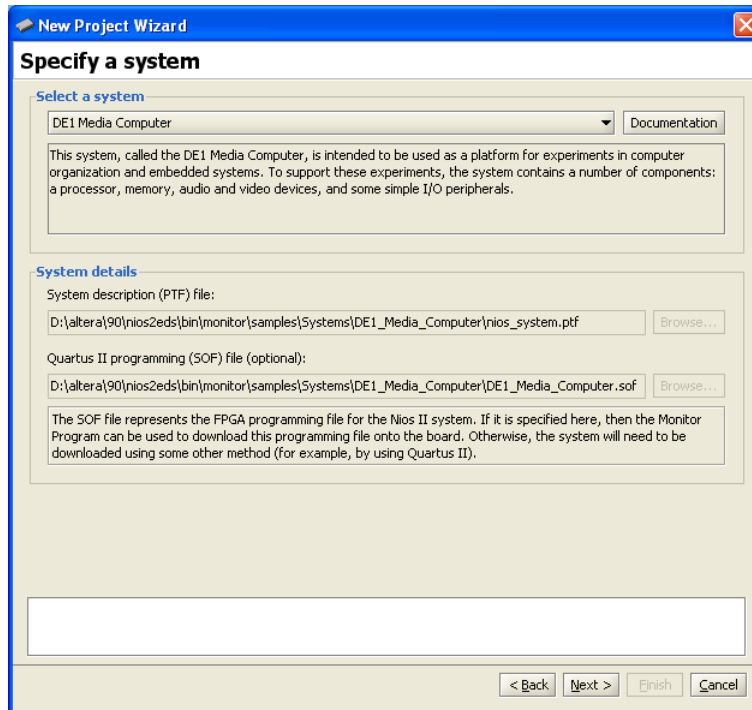 New Project Wizard
Specify a system
Select a system
DE1 Media Computer
Documentation
This system, called the DE1 Media Computer, is intended to be used as a platform for experiments in computer
organization and embedded systems. To support these experiments, the system contains a number of components:
a processor, memory, audio and video devices, and some simple I/O peripherals.
System details
System description (PTF) file:
D:\altera\90\nios2eds\bin\monitor\samples\Systems\DE1_Media_Computer\nios_system.ptf
Browse...
Quartus II programming (SOF) file (optional):
D:\altera\90\nios2eds\bin\monitor\samples\Systems\DE1_Media_Computer\DE1_Media_Computer.sof
Browse...
The SOF file represents the FPGA programming file for the Nios II system. If it is specified here, then the Monitor
Program can be used to download this programming file onto the board. Otherwise, the system will need to be
downloaded using some other method (for example, by using Quartus II).
< Back
Next >
Finish
Cancel